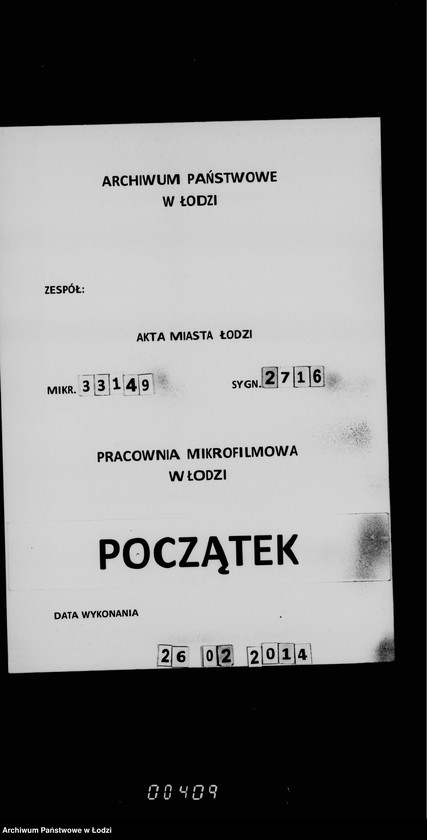 ARCHIWUM PAŃSTWOWE
W ŁODZI
ZESPÓŁ:
AKTA MIASTA ŁODZI
MIKR. 33149 SYGN. 2716
PRACOWNIA MIKROFILMOWA
W ŁODZI
POCZĄTEK
DATA WYKONANIA
26 02 2014
00409
Archiwum Państwowe w Łodzi